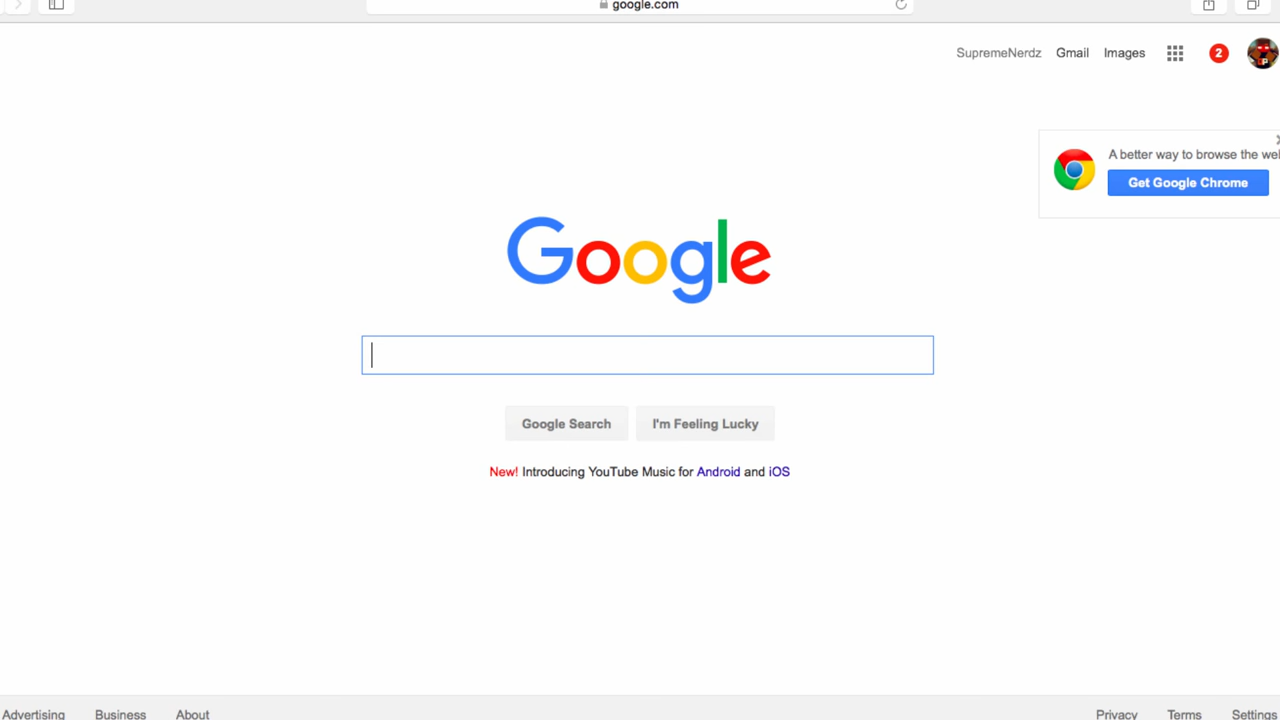 google.com
SupremeNerdz Gmail Images 2
A better way to browse the web
Get Google Chrome
Google
Google Search I'm Feeling Lucky
New! Introducing YouTube Music for Android and iOS
Advertising Business About Privacy Terms Settings